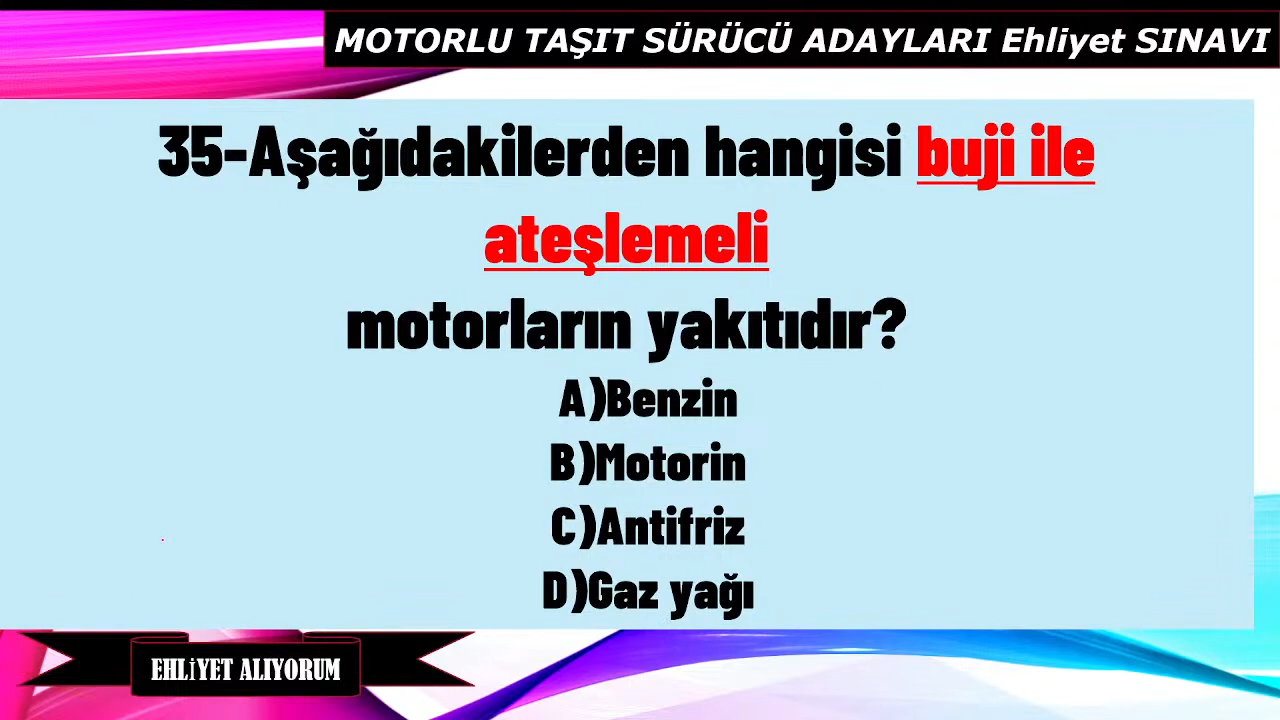 MOTORLU TAŞIT SÜRÜCÜ ADAYLARI Ehliyet SINAVI
35-Aşağıdakilerden hangisi buji ile
ateşlemeli
motorların yakıtıdır?
A)Benzin
B)Motorin
C)Antifriz
D)Gaz yağı
EHLİYET ALIYORUM